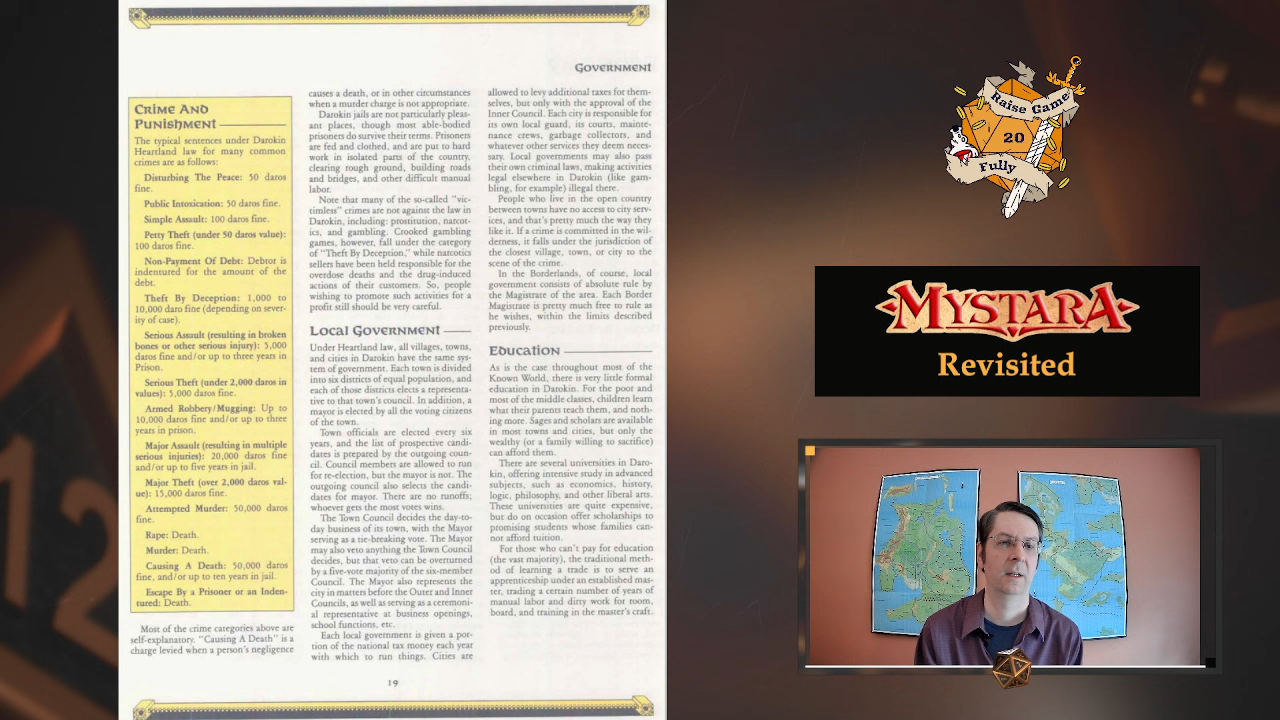 Government
Crime And
Punishment
The typical sentences under Darokin
Heartland law for many common
crimes are as follows:
Disturbing The Peace: 50 daros
fine.
Public Intoxication: 50 daros fine.
Simple Assault: 100 daros fine.
Petty Theft (under 50 daros value):
100 daros fine.
Non-Payment Of Debt: Debtor is
indentured for the amount of the
debt.
Theft By Deception: 1,000 to
10,000 daro fine (depending on sever-
ity of case).
Serious Assault (resulting in broken
bones or other serious injury): 5,000
daros fine and/or up to three years in
Prison.
Serious Theft (under 2,000 daros in
values): 5,000 daros fine.
Armed Robbery/Mugging: Up to
10,000 daros fine and/or up to three
years in prison.
Major Assault (resulting in multiple
serious injuries): 20,000 daros fine
and/or up to five years in jail.
Major Theft (over 2,000 daros val-
ue): 15,000 daros fine.
Attempted Murder: 50,000 daros
fine.
Rape: Death.
Murder: Death.
Causing A Death: 50,000 daros
fine, and/or up to ten years in jail.
Escape By A Prisoner or an Inden-
tured: Death.
Most of the crime categories above are
self-explanatory. "Causing A Death" is a
charge levied when a person's negligence
causes a death, or in other circumstances
when a murder charge is not appropriate.
Darokin jails are not particularly pleas-
ant places, though most able-bodied
prisoners do survive their terms. Prisoners
are fed and clothed, and are put to hard
work in isolated parts of the country,
clearing rough ground, building roads
and bridges, and other difficult manual
labor.
Note that many of the so-called "vic-
timless" crimes are not against the law in
Darokin, including: prostitution, narcot-
ics, and gambling. Crooked gambling
games, however, fall under the category
of "Theft By Deception," while narcotics
sellers have been held responsible for the
overdose deaths and the drug-induced
actions of their customers. So, people
wishing to promote such activities for a
profit still should be very careful.
Local Government
Under Heartland law, all villages, towns,
and cities in Darokin have the same sys-
tem of government. Each town is divided
into six districts of equal population, and
each of those districts elects a representa-
tive to that town's council. In addition, a
mayor is elected by all the voting citizens
of the town.
Town officials are elected every six
years, and the list of prospective candi-
dates is prepared by the outgoing coun-
cil. Council members are allowed to run
for re-election, but the mayor is not. The
outgoing council also selects the candi-
dates for mayor. There are no runoffs;
whoever gets the most votes wins.
The Town Council decides the day-to-
day business of its town, with the Mayor
serving as a tie-breaking vote. The Mayor
may also veto anything the Town Council
decides, but that veto can be overturned
by a five-vote majority of the six-member
Council. The Mayor also represents the
city in matters before the Outer and Inner
Councils, as well as serving as a ceremoni-
al representative at business openings,
school functions, etc.
Each local government is given a por-
tion of the national tax money each year
with which to run things. Cities are
allowed to levy additional taxes for them-
selves, but only with the approval of the
Inner Council. Each city is responsible for
its own local guard, its courts, mainte-
nance crews, garbage collectors, and
whatever other services they deem neces-
sary. Local governments may also pass
their own criminal laws, making activities
legal elsewhere in Darokin (like gam-
bling, for example) illegal there.
People who live in the open country
between towns have no access to city serv-
ices, and that's pretty much the way they
like it. If a crime is committed in the wil-
derness, it falls under the jurisdiction of
the closest village, town, or city to the
scene of the crime.
In the Borderlands, of course, local
government consists of absolute rule by
the Magistrate of the area. Each Border
Magistrate is pretty much free to rule as
he wishes, within the limits described
previously.
Education
As is the case throughout most of the
Known World, there is very little formal
education in Darokin. For the poor and
most of the middle classes, children learn
what their parents teach them, and noth-
ing more. Sages and scholars are available
in most towns and cities, but only the
wealthy (or a family willing to sacrifice)
can afford them.
There are several universities in Daro-
kin, offering intensive study in advanced
subjects, such as economics, history,
logic, philosophy, and other liberal arts.
These universities are quite expensive,
but do on occasion offer scholarships to
promising students whose families can-
not afford tuition.
For those who can't pay for education
(the vast majority), the traditional meth-
od of learning a trade is to serve an
apprenticeship under an established mas-
ter, trading a certain number of years of
manual labor and dirty work for room,
board, and training in the master's craft.
19
Raise Game
20
Fully
MYSTARA
Revisited